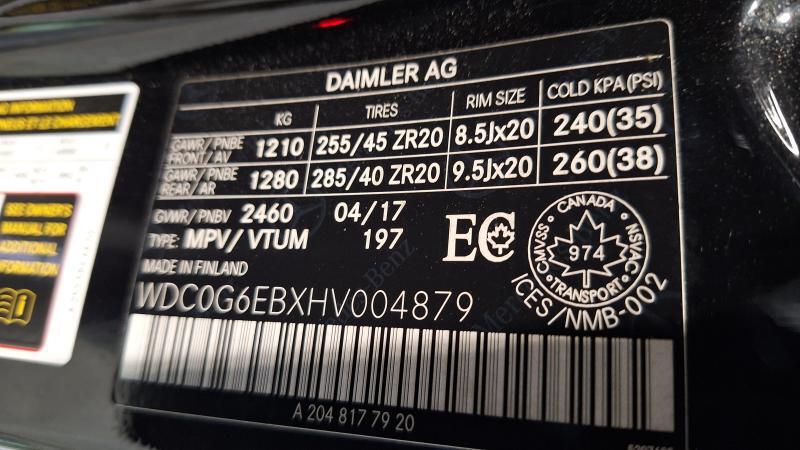 DAIMLER AG
KG TIRES RIM SIZE COLD KPA(PSI)
GAWR/PNBE FRONT/AV 1210 255/45 ZR20 8.5Jx20 240(35)
GAWR/PNBE REAR/AR 1280 285/40 ZR20 9.5Jx20 260(38)
GVWR/PNBV 2460 04/17
TYPE: MPV/VTUM 197
EC
CANADA
CMVSS 974 NSVAC
TRANSPORT
ICES/NMB-002
MADE IN FINLAND
WDC0G6EBXHV004879
A 204 817 79 20
INFORMATION
SEE OWNER'S
MANUAL FOR
ADDITIONAL
INFORMATION